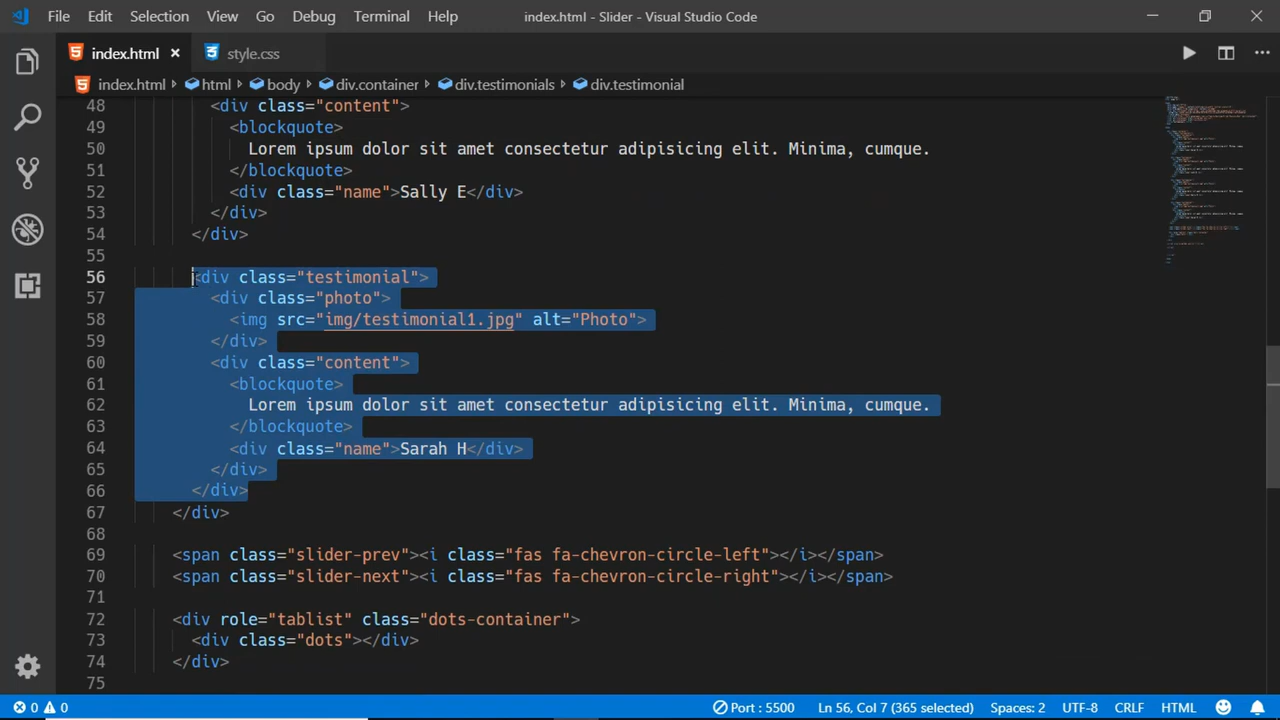 File Edit Selection View Go Debug Terminal Help index.html - Slider - Visual Studio Code
index.html style.css
index.html html body div.container div.testimonials div.testimonial
48 <div class="content">
49 <blockquote>
50 Lorem ipsum dolor sit amet consectetur adipisicing elit. Minima, cumque.
51 </blockquote>
52 <div class="name">Sally E</div>
53 </div>
54 </div>
55
56 <div class="testimonial">
57 <div class="photo">
58 <img src="img/testimonial1.jpg" alt="Photo">
59 </div>
60 <div class="content">
61 <blockquote>
62 Lorem ipsum dolor sit amet consectetur adipisicing elit. Minima, cumque.
63 </blockquote>
64 <div class="name">Sarah H</div>
65 </div>
66 </div>
67 </div>
68
69 <span class="slider-prev"><i class="fas fa-chevron-circle-left"></i></span>
70 <span class="slider-next"><i class="fas fa-chevron-circle-right"></i></span>
71
72 <div role="tablist" class="dots-container">
73 <div class="dots"></div>
74 </div>
75
0 0 Port : 5500 Ln 56, Col 7 (365 selected) Spaces: 2 UTF-8 CRLF HTML